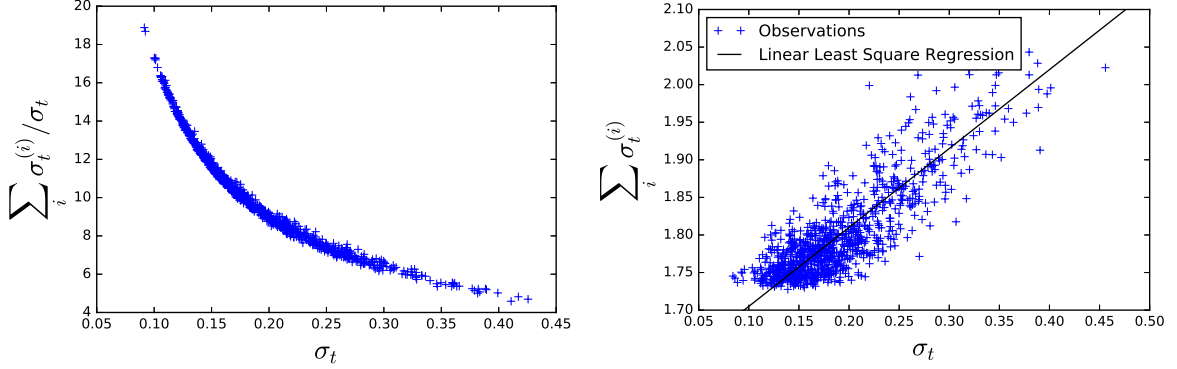 20
18
16
14
12
10
8
6
4
0.05 0.10 0.15 0.20 0.25 0.30 0.35 0.40 0.45
σ_t
∑_i σ_t^{(i)} / σ_t
2.10
2.05
2.00
1.95
1.90
1.85
1.80
1.75
1.70
0.05 0.10 0.15 0.20 0.25 0.30 0.35 0.40 0.45 0.50
σ_t
∑_i σ_t^{(i)}
Observations
Linear Least Square Regression